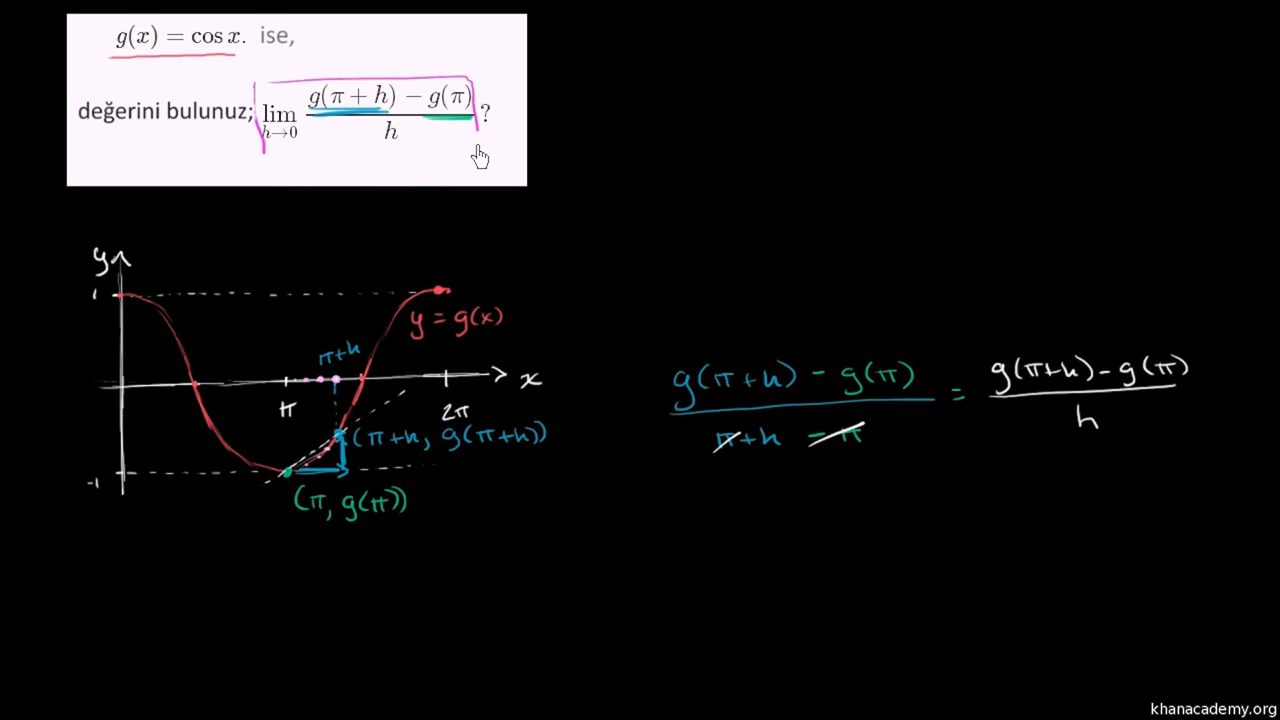 g(x) = cos x. ise,
değerini bulunuz; lim h→0 g(π + h) − g(π) / h ?
y
1
y = g(x)
π+h
x
π
2π
(π+h, g(π+h))
-1
(π, g(π))
g(π+h) - g(π) / π+h - π = g(π+h) - g(π) / h
khanacademy.org